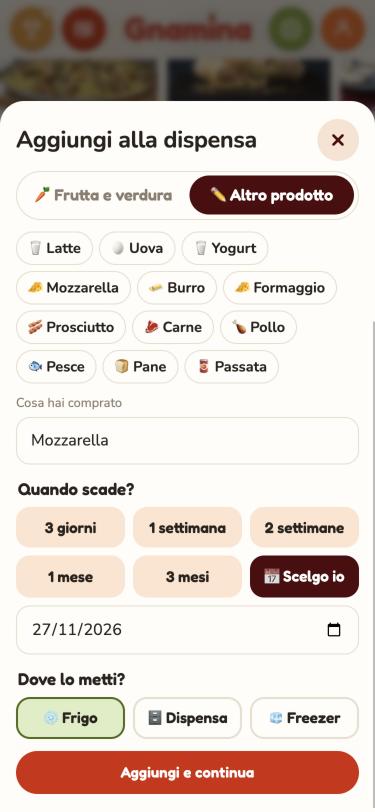 Gnamina
Aggiungi alla dispensa
Frutta e verdura
Altro prodotto
Latte
Uova
Yogurt
Mozzarella
Burro
Formaggio
Prosciutto
Carne
Pollo
Pesce
Pane
Passata
Cosa hai comprato
Mozzarella
Quando scade?
3 giorni
1 settimana
2 settimane
1 mese
3 mesi
Scelgo io
27/11/2026
Dove lo metti?
Frigo
Dispensa
Freezer
Aggiungi e continua